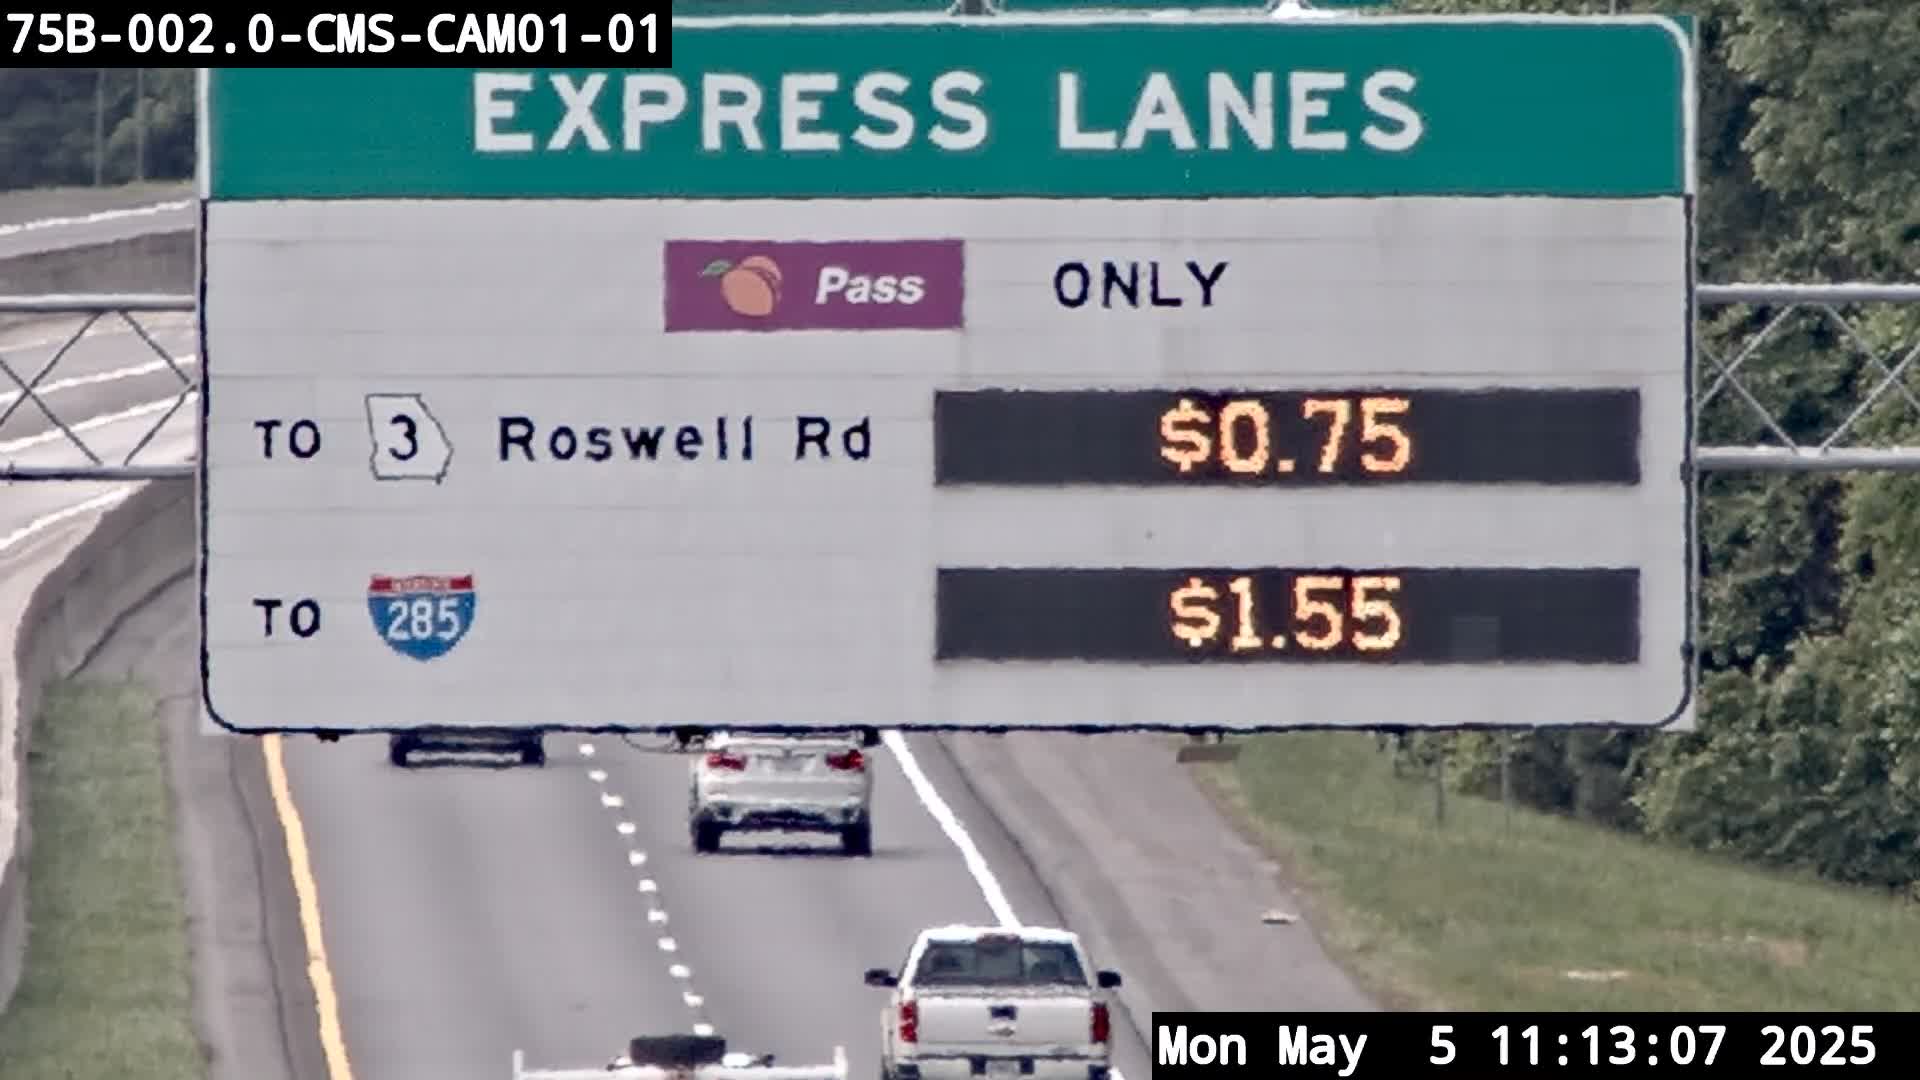 75B-002.0-CMS-CAM01-01
EXPRESS LANES
Pass ONLY
TO 3 Roswell Rd $0.75
TO 285 $1.55
Mon May 5 11:13:07 2025